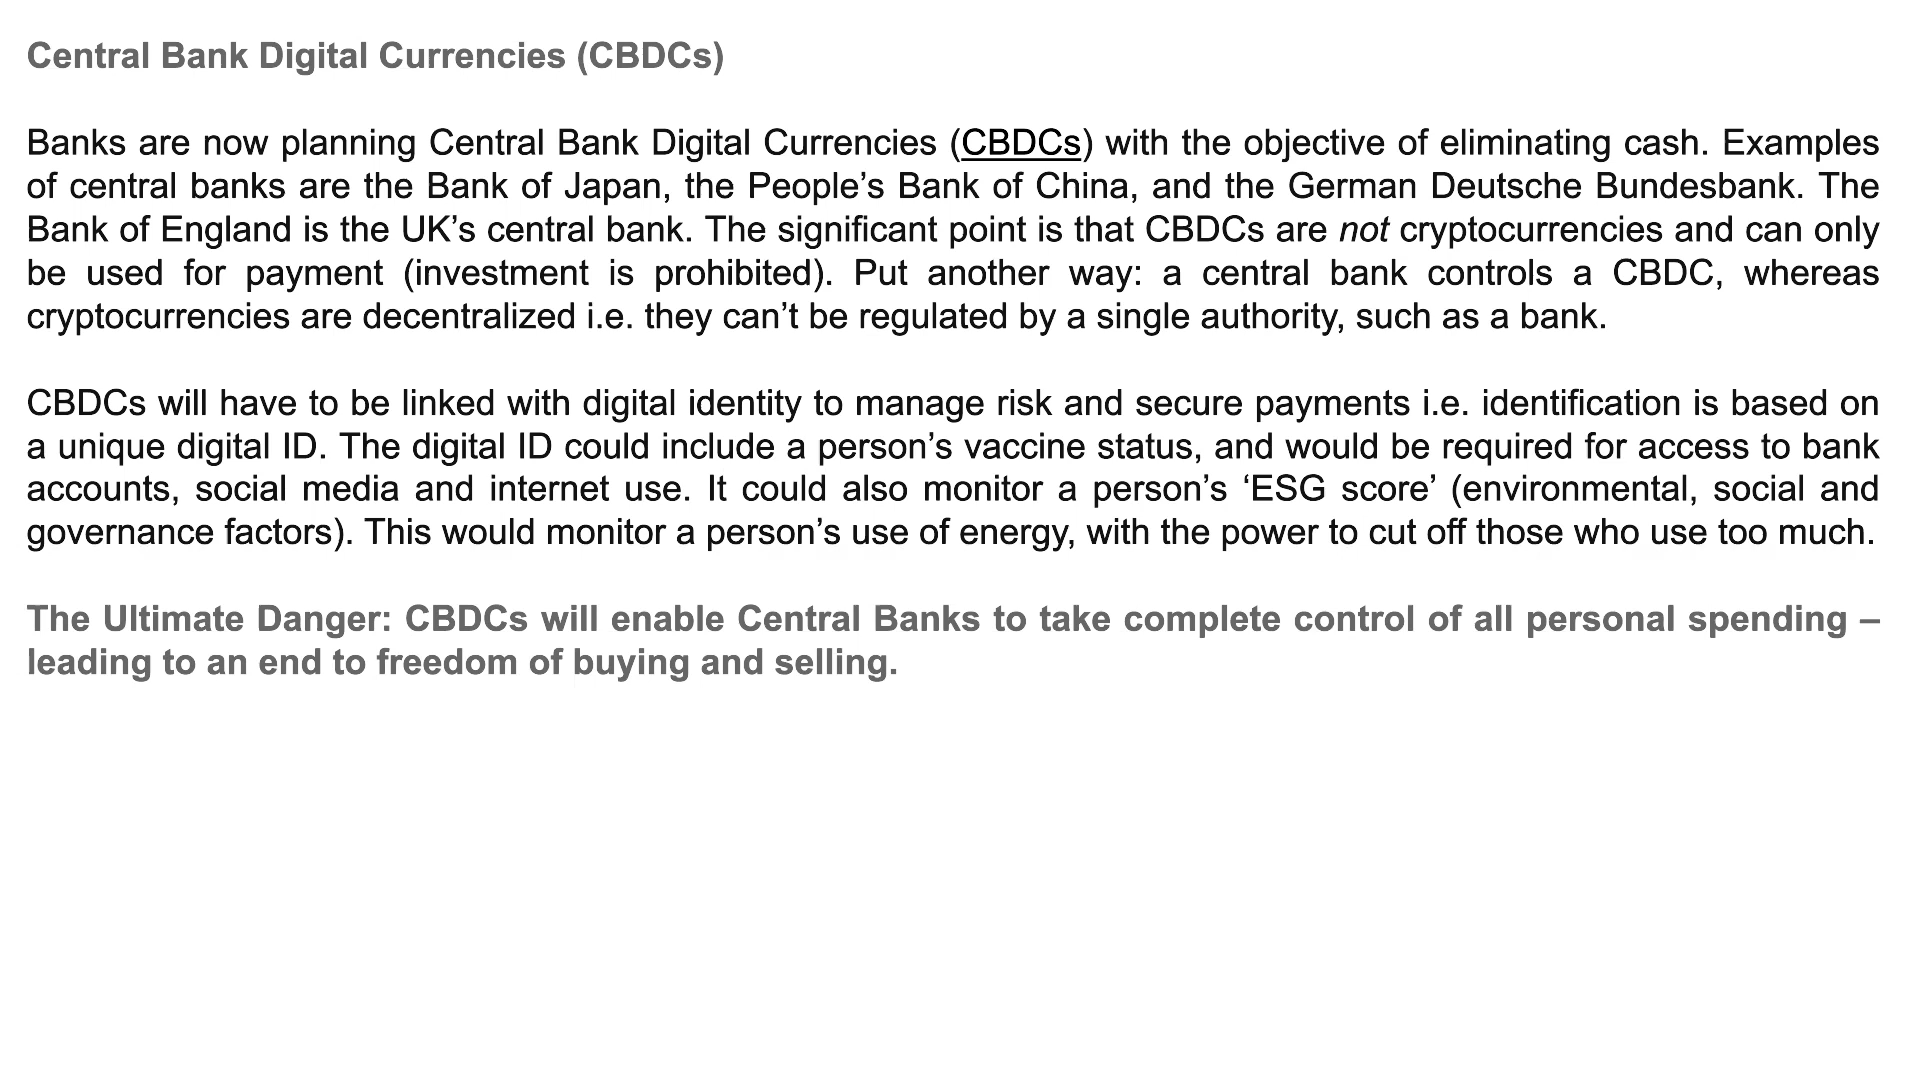 Central Bank Digital Currencies (CBDCs)
Banks are now planning Central Bank Digital Currencies (CBDCs) with the objective of eliminating cash. Examples
of central banks are the Bank of Japan, the People’s Bank of China, and the German Deutsche Bundesbank. The
Bank of England is the UK’s central bank. The significant point is that CBDCs are not cryptocurrencies and can only
be used for payment (investment is prohibited). Put another way: a central bank controls a CBDC, whereas
cryptocurrencies are decentralized i.e. they can’t be regulated by a single authority, such as a bank.
CBDCs will have to be linked with digital identity to manage risk and secure payments i.e. identification is based on
a unique digital ID. The digital ID could include a person’s vaccine status, and would be required for access to bank
accounts, social media and internet use. It could also monitor a person’s ‘ESG score’ (environmental, social and
governance factors). This would monitor a person’s use of energy, with the power to cut off those who use too much.
The Ultimate Danger: CBDCs will enable Central Banks to take complete control of all personal spending –
leading to an end to freedom of buying and selling.